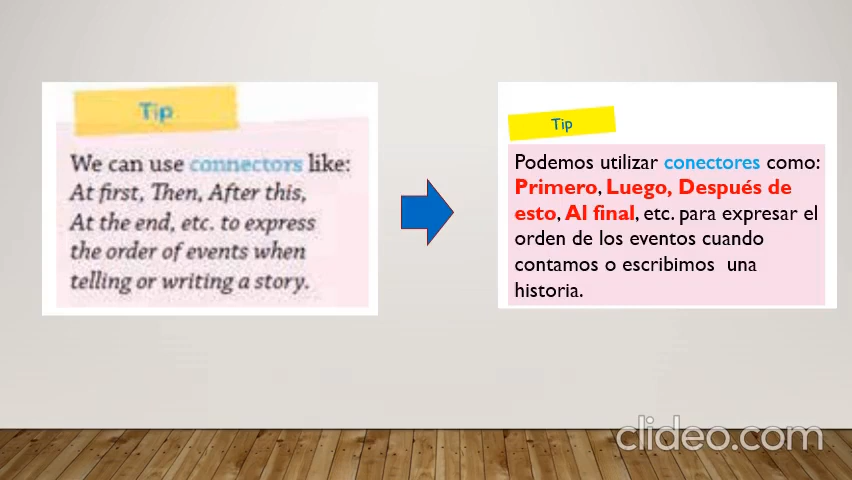 Tip
We can use connectors like:
At first, Then, After this,
At the end, etc. to express
the order of events when
telling or writing a story.
Tip
Podemos utilizar conectores como:
Primero, Luego, Después de
esto, Al final, etc. para expresar el
orden de los eventos cuando
contamos o escribimos una
historia.
clideo.com